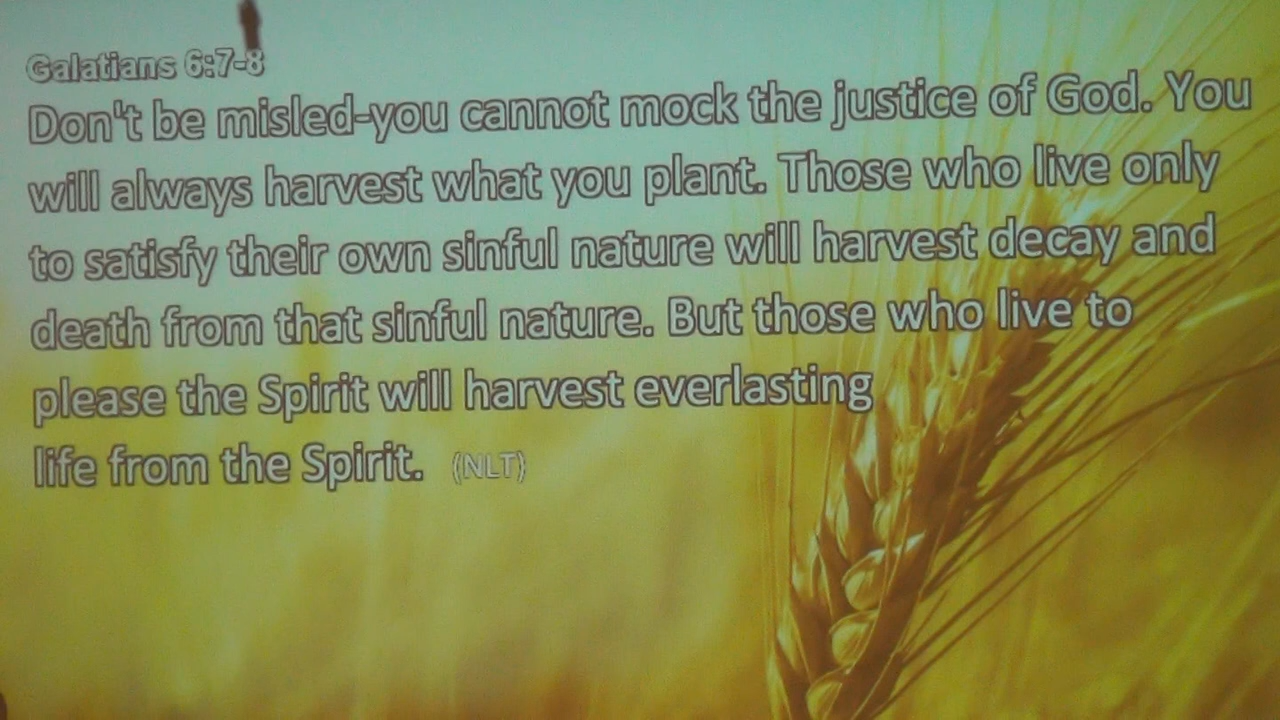 Galatians 6:7-8
Don't be misled-you cannot mock the justice of God. You
will always harvest what you plant. Those who live only
to satisfy their own sinful nature will harvest decay and
death from that sinful nature. But those who live to
please the Spirit will harvest everlasting
life from the Spirit. (NLT)